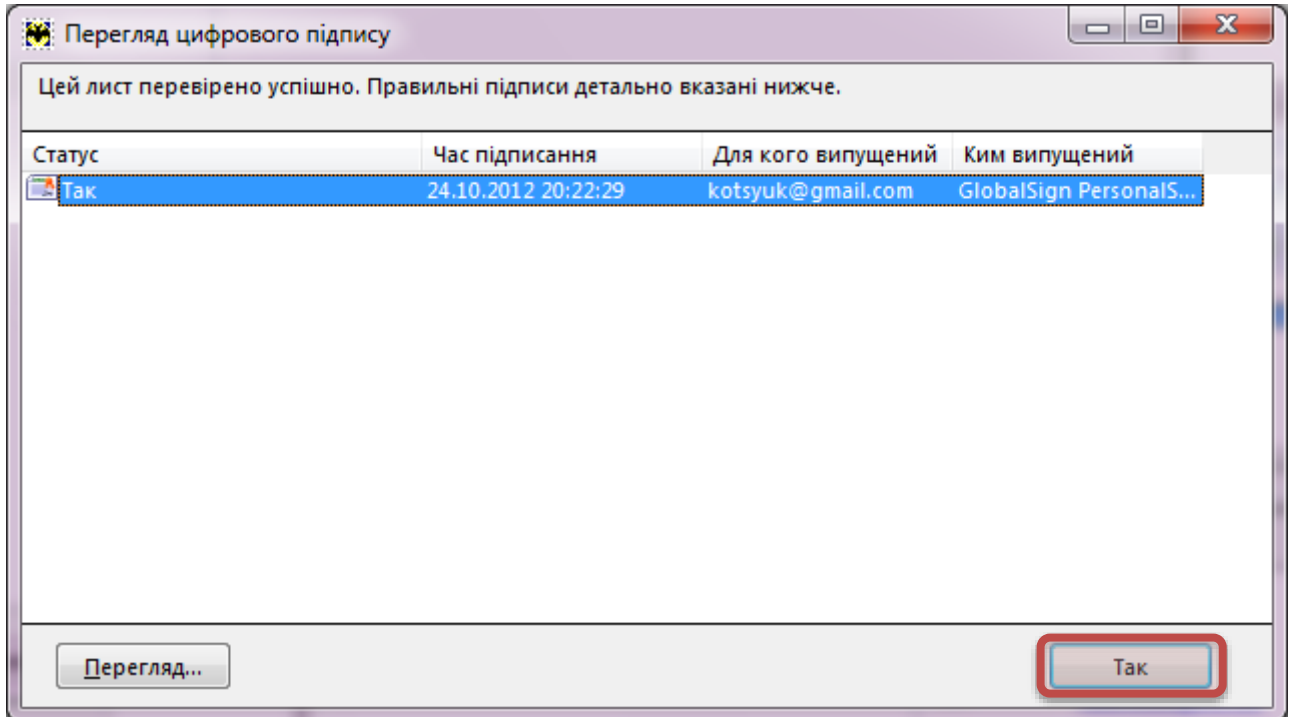 Перегляд цифрового підпису
Цей лист перевірено успішно. Правильні підписи детально вказані нижче.
Статус Час підписання Для кого випущений Ким випущений
Так 24.10.2012 20:22:29 kotsyuk@gmail.com GlobalSign PersonalS...
Перегляд... Так